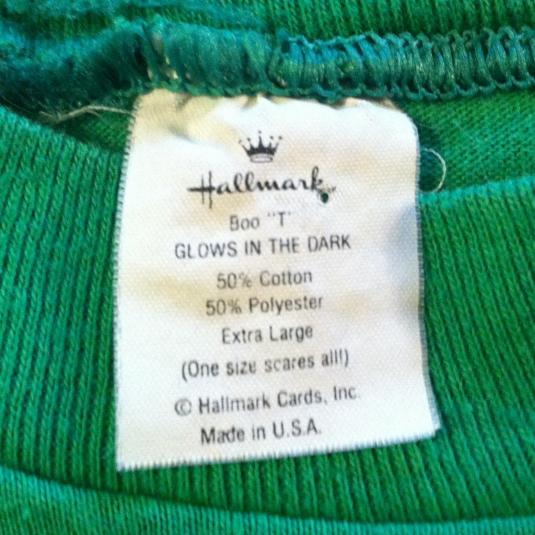 Hallmark
Boo "T"
GLOWS IN THE DARK
50% Cotton
50% Polyester
Extra Large
(One size scares all!)
© Hallmark Cards, Inc.
Made in U.S.A.